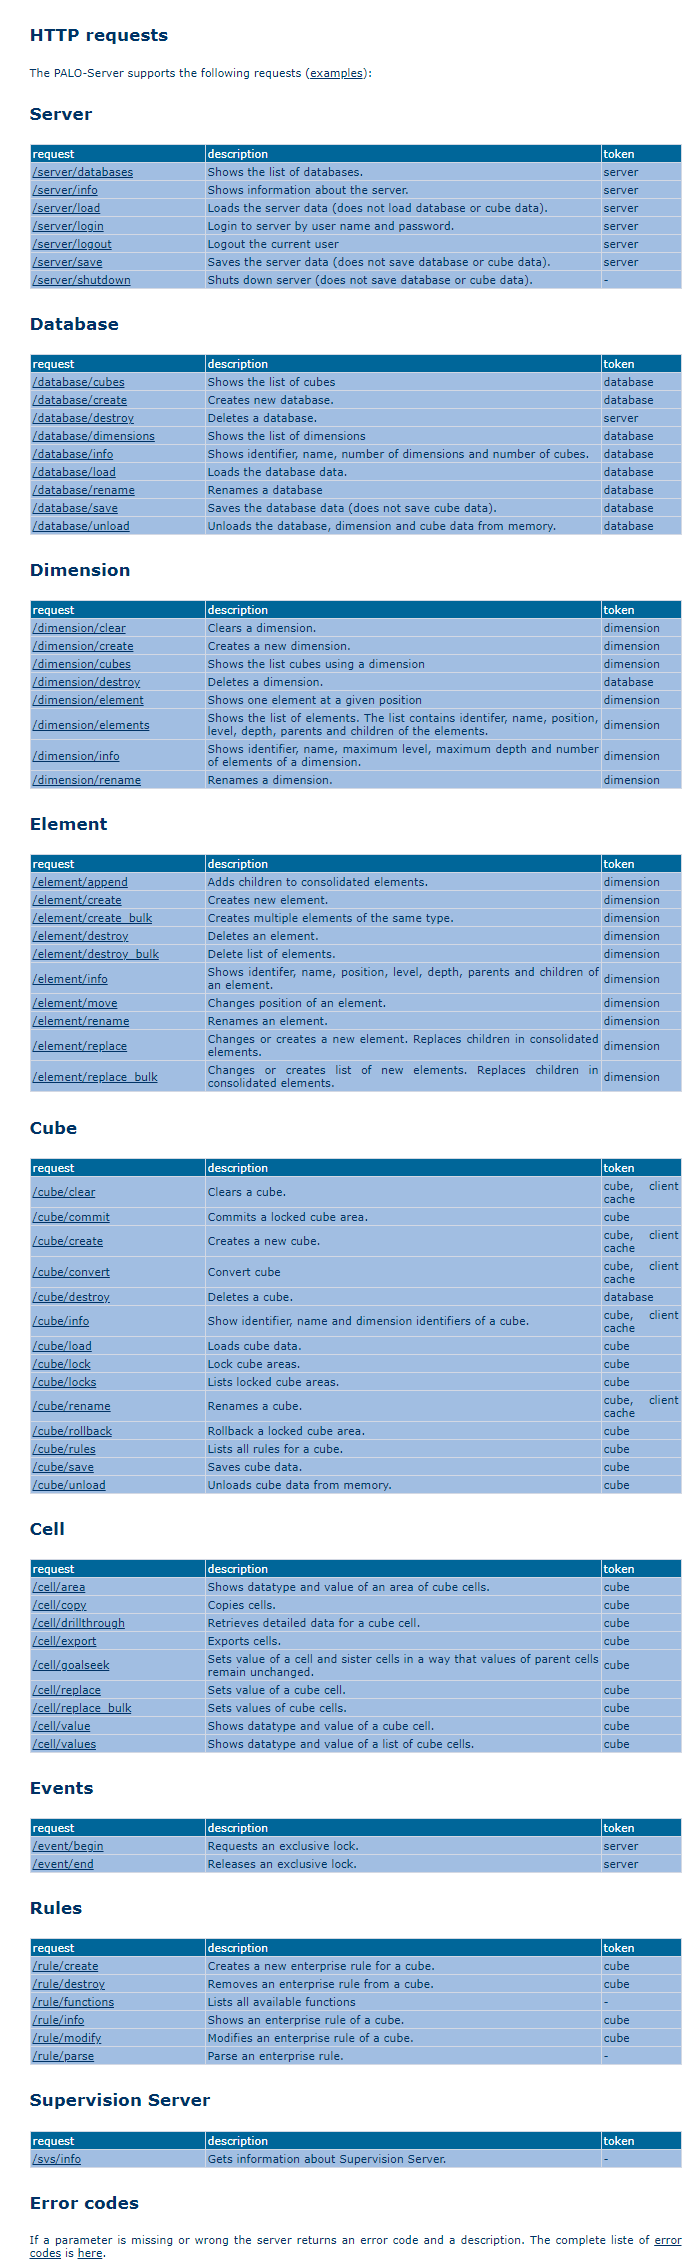 HTTP requests
The PALO-Server supports the following requests (examples):
Server
request description token
/server/databases Shows the list of databases. server
/server/info Shows information about the server. server
/server/load Loads the server data (does not load database or cube data). server
/server/login Login to server by user name and password. server
/server/logout Logout the current user server
/server/save Saves the server data (does not save database or cube data). server
/server/shutdown Shuts down server (does not save database or cube data). -
Database
request description token
/database/cubes Shows the list of cubes database
/database/create Creates new database. database
/database/destroy Deletes a database. server
/database/dimensions Shows the list of dimensions database
/database/info Shows identifier, name, number of dimensions and number of cubes. database
/database/load Loads the database data. database
/database/rename Renames a database database
/database/save Saves the database data (does not save cube data). database
/database/unload Unloads the database, dimension and cube data from memory. database
Dimension
request description token
/dimension/clear Clears a dimension. dimension
/dimension/create Creates a new dimension. dimension
/dimension/cubes Shows the list cubes using a dimension dimension
/dimension/destroy Deletes a dimension. database
/dimension/element Shows one element at a given position dimension
/dimension/elements Shows the list of elements. The list contains identifer, name, position, dimension
level, depth, parents and children of the elements.
/dimension/info Shows identifier, name, maximum level, maximum depth and number dimension
of elements of a dimension.
/dimension/rename Renames a dimension. dimension
Element
request description token
/element/append Adds children to consolidated elements. dimension
/element/create Creates new element. dimension
/element/create_bulk Creates multiple elements of the same type. dimension
/element/destroy Deletes an element. dimension
/element/destroy_bulk Delete list of elements. dimension
/element/info Shows identifer, name, position, level, depth, parents and children of dimension
an element.
/element/move Changes position of an element. dimension
/element/rename Renames an element. dimension
/element/replace Changes or creates a new element. Replaces children in consolidated dimension
elements.
/element/replace_bulk Changes or creates list of new elements. Replaces children in dimension
consolidated elements.
Cube
request description token
/cube/clear Clears a cube. cube, client
cache
/cube/commit Commits a locked cube area. cube
/cube/create Creates a new cube. cube, client
cache
/cube/convert Convert cube cube, client
cache
/cube/destroy Deletes a cube. database
/cube/info Show identifier, name and dimension identifiers of a cube. cube, client
cache
/cube/load Loads cube data. cube
/cube/lock Lock cube areas. cube
/cube/locks Lists locked cube areas. cube
/cube/rename Renames a cube. cube, client
cache
/cube/rollback Rollback a locked cube area. cube
/cube/rules Lists all rules for a cube. cube
/cube/save Saves cube data. cube
/cube/unload Unloads cube data from memory. cube
Cell
request description token
/cell/area Shows datatype and value of an area of cube cells. cube
/cell/copy Copies cells. cube
/cell/drillthrough Retrieves detailed data for a cube cell. cube
/cell/export Exports cells. cube
/cell/goalseek Sets value of a cell and sister cells in a way that values of parent cells cube
remain unchanged.
/cell/replace Sets value of a cube cell. cube
/cell/replace_bulk Sets values of cube cells. cube
/cell/value Shows datatype and value of a cube cell. cube
/cell/values Shows datatype and value of a list of cube cells. cube
Events
request description token
/event/begin Requests an exclusive lock. server
/event/end Releases an exclusive lock. server
Rules
request description token
/rule/create Creates a new enterprise rule for a cube. cube
/rule/destroy Removes an enterprise rule from a cube. cube
/rule/functions Lists all available functions -
/rule/info Shows an enterprise rule of a cube. cube
/rule/modify Modifies an enterprise rule of a cube. cube
/rule/parse Parse an enterprise rule. -
Supervision Server
request description token
/svs/info Gets information about Supervision Server. -
Error codes
If a parameter is missing or wrong the server returns an error code and a description. The complete liste of error
codes is here.